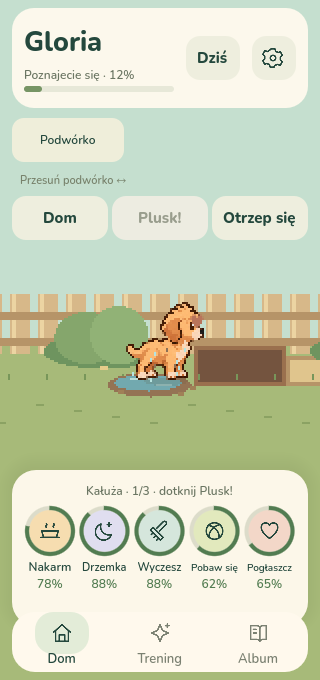 Gloria
Dziś
Poznajecie się · 12%
Podwórko
Przesuń podwórko ↔
Dom
Plusk!
Otrzep się
Kałuża · 1/3 · dotknij Plusk!
Nakarm
Drzemka
Wyczesz
Pobaw się
Pogłaszcz
78%
88%
88%
62%
65%
Dom
Trening
Album